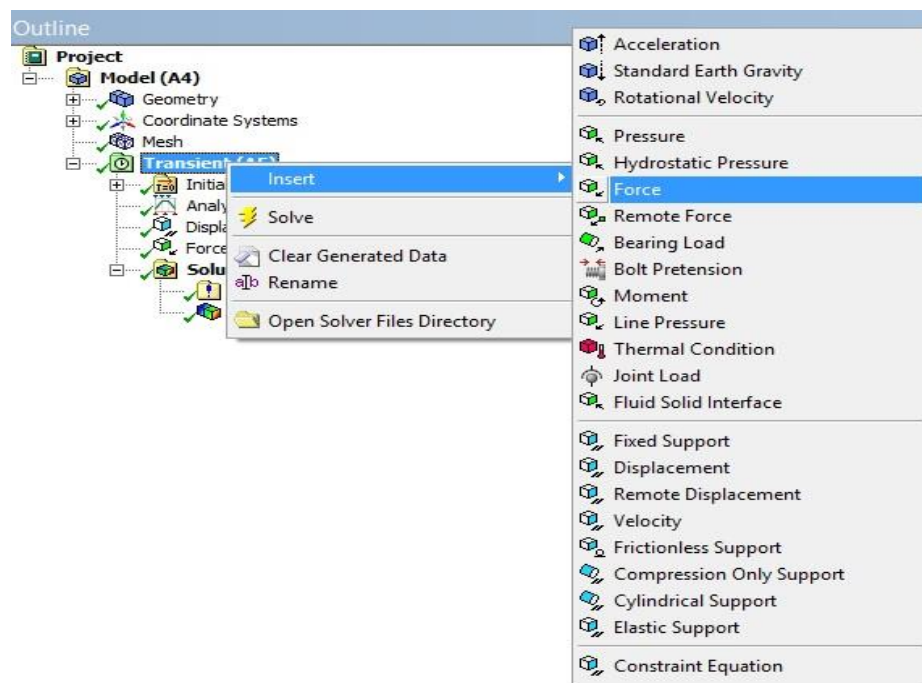 Outline
Project
Model (A4)
Geometry
Coordinate Systems
Mesh
Transient (A5)
Initia
Analy
Displa
Force
Solu
Insert
Solve
Clear Generated Data
Rename
Open Solver Files Directory
Acceleration
Standard Earth Gravity
Rotational Velocity
Pressure
Hydrostatic Pressure
Force
Remote Force
Bearing Load
Bolt Pretension
Moment
Line Pressure
Thermal Condition
Joint Load
Fluid Solid Interface
Fixed Support
Displacement
Remote Displacement
Velocity
Frictionless Support
Compression Only Support
Cylindrical Support
Elastic Support
Constraint Equation